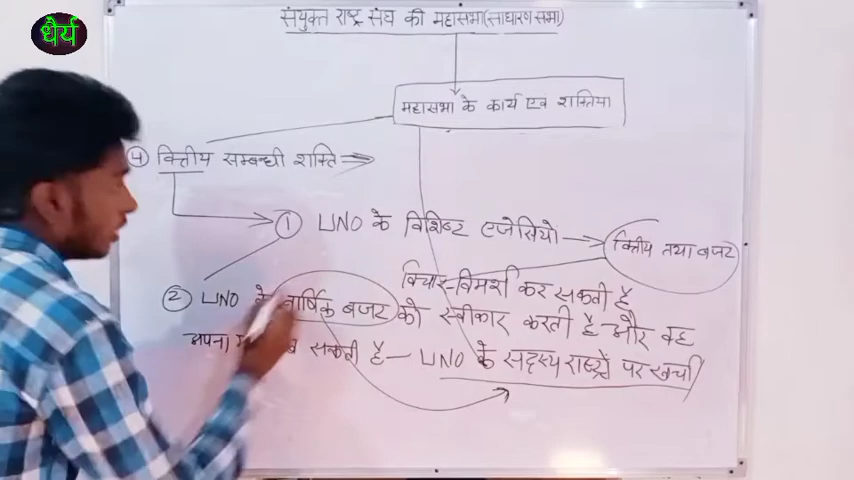 धैर्य
संयुक्त राष्ट्र संघ की महासभा(साधारण सभा)
महासभा के कार्य एवं शक्तिया
④ वित्तीय सम्बन्धी शक्ति
① UNO के विशिष्ट एजेंसियो वित्तीय तथा बजट
विचार-विमर्श कर सकती है
② UNO के वार्षिक बजट को स्वीकार करती है और वह
अपना सकती है — UNO के सदस्य राष्ट्रों पर खर्चा